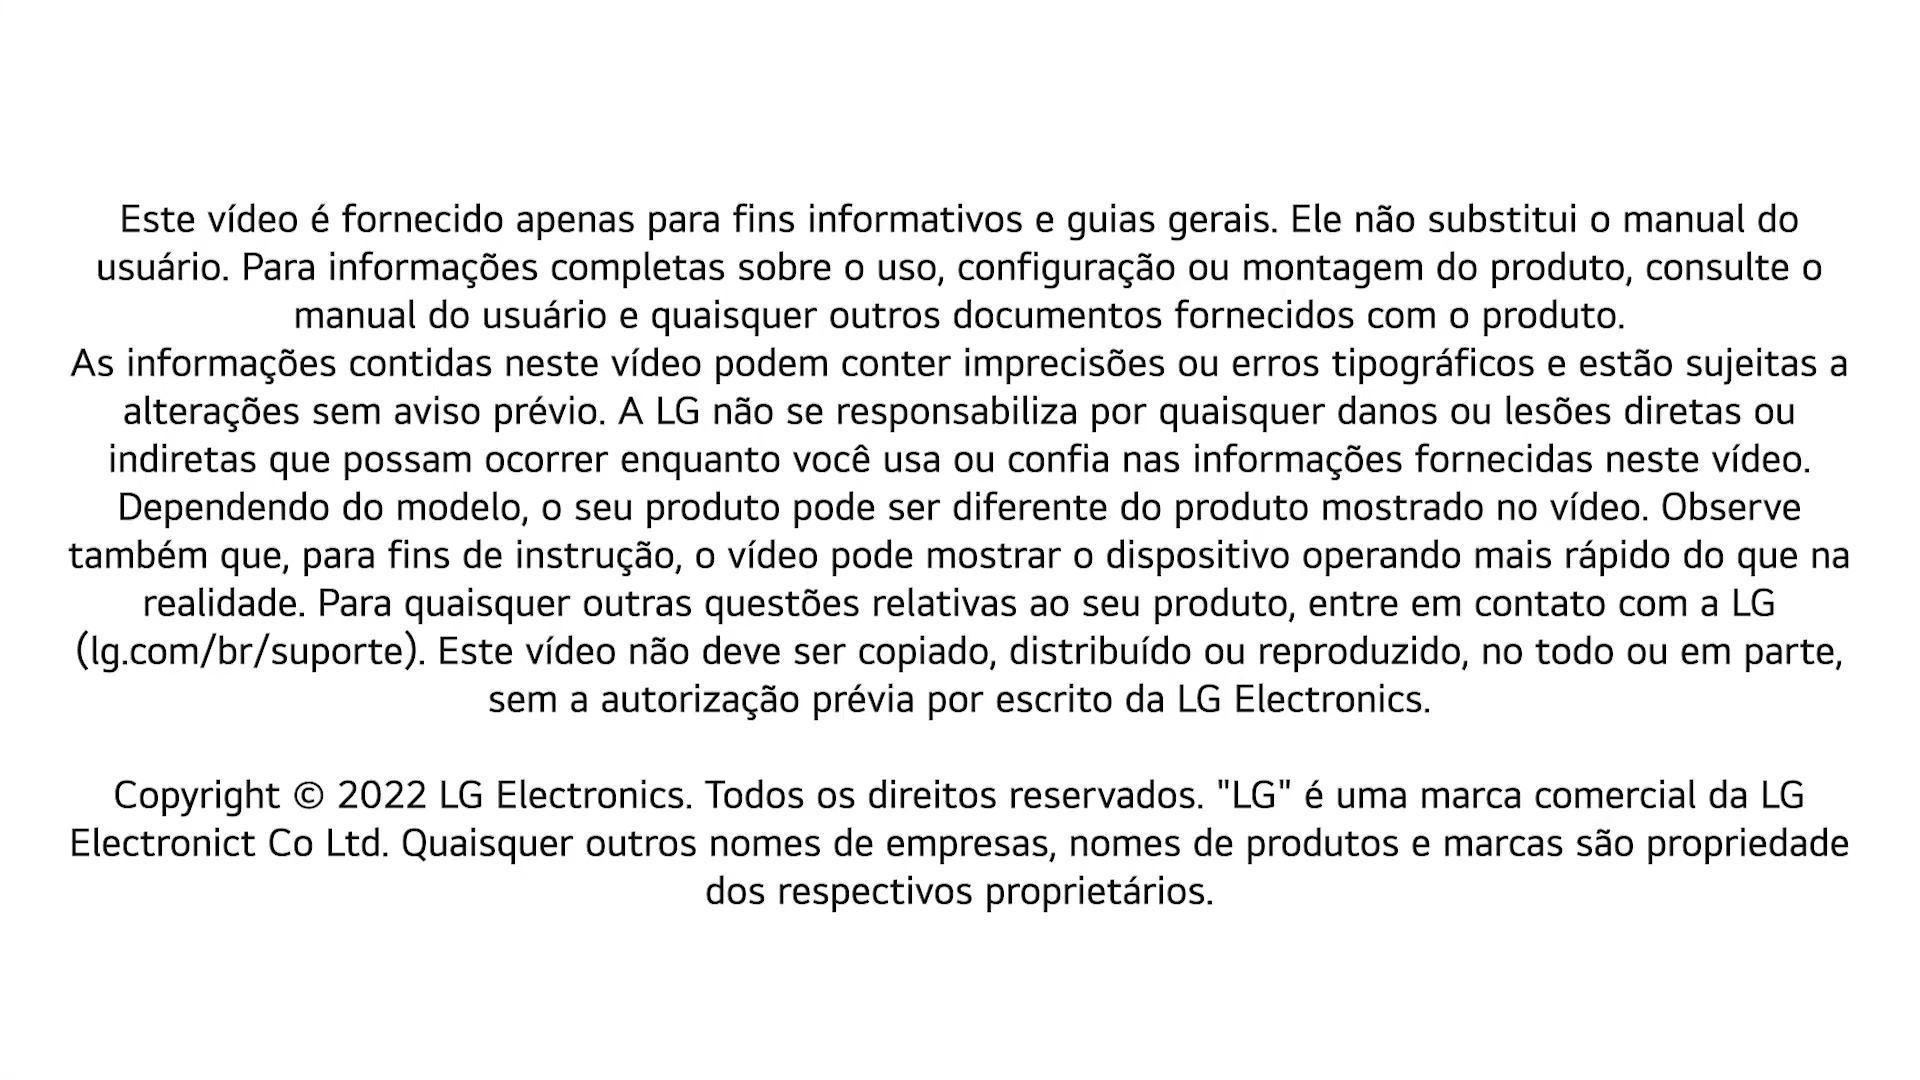 Este vídeo é fornecido apenas para fins informativos e guias gerais. Ele não substitui o manual do
usuário. Para informações completas sobre o uso, configuração ou montagem do produto, consulte o
manual do usuário e quaisquer outros documentos fornecidos com o produto.
As informações contidas neste vídeo podem conter imprecisões ou erros tipográficos e estão sujeitas a
alterações sem aviso prévio. A LG não se responsabiliza por quaisquer danos ou lesões diretas ou
indiretas que possam ocorrer enquanto você usa ou confia nas informações fornecidas neste vídeo.
Dependendo do modelo, o seu produto pode ser diferente do produto mostrado no vídeo. Observe
também que, para fins de instrução, o vídeo pode mostrar o dispositivo operando mais rápido do que na
realidade. Para quaisquer outras questões relativas ao seu produto, entre em contato com a LG
(lg.com/br/suporte). Este vídeo não deve ser copiado, distribuído ou reproduzido, no todo ou em parte,
sem a autorização prévia por escrito da LG Electronics.
Copyright © 2022 LG Electronics. Todos os direitos reservados. "LG" é uma marca comercial da LG
Electronict Co Ltd. Quaisquer outros nomes de empresas, nomes de produtos e marcas são propriedade
dos respectivos proprietários.